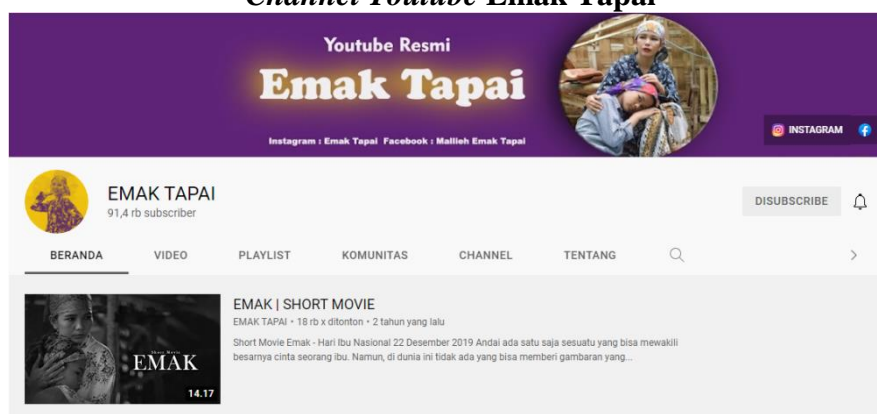 Channel Youtube Emak Tapai
Youtube Resmi
Emak Tapai
Instagram : Emak Tapai Facebook : Mallieh Emak Tapai
INSTAGRAM
EMAK TAPAI
91,4 rb subscriber
DISUBSCRIBE
BERANDA VIDEO PLAYLIST KOMUNITAS CHANNEL TENTANG
EMAK | SHORT MOVIE
EMAK TAPAI • 18 rb x ditonton • 2 tahun yang lalu
Short Movie Emak - Hari Ibu Nasional 22 Desember 2019 Andai ada satu saja sesuatu yang bisa mewakili
besarnya cinta seorang ibu. Namun, di dunia ini tidak ada yang bisa memberi gambaran yang...
Short Movie
EMAK
14.17